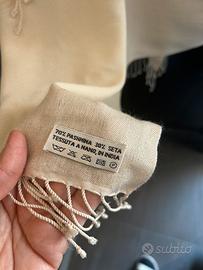 70% PASHMINA 30% SETA
TESSUTA A MANO, IN INDIA
subito